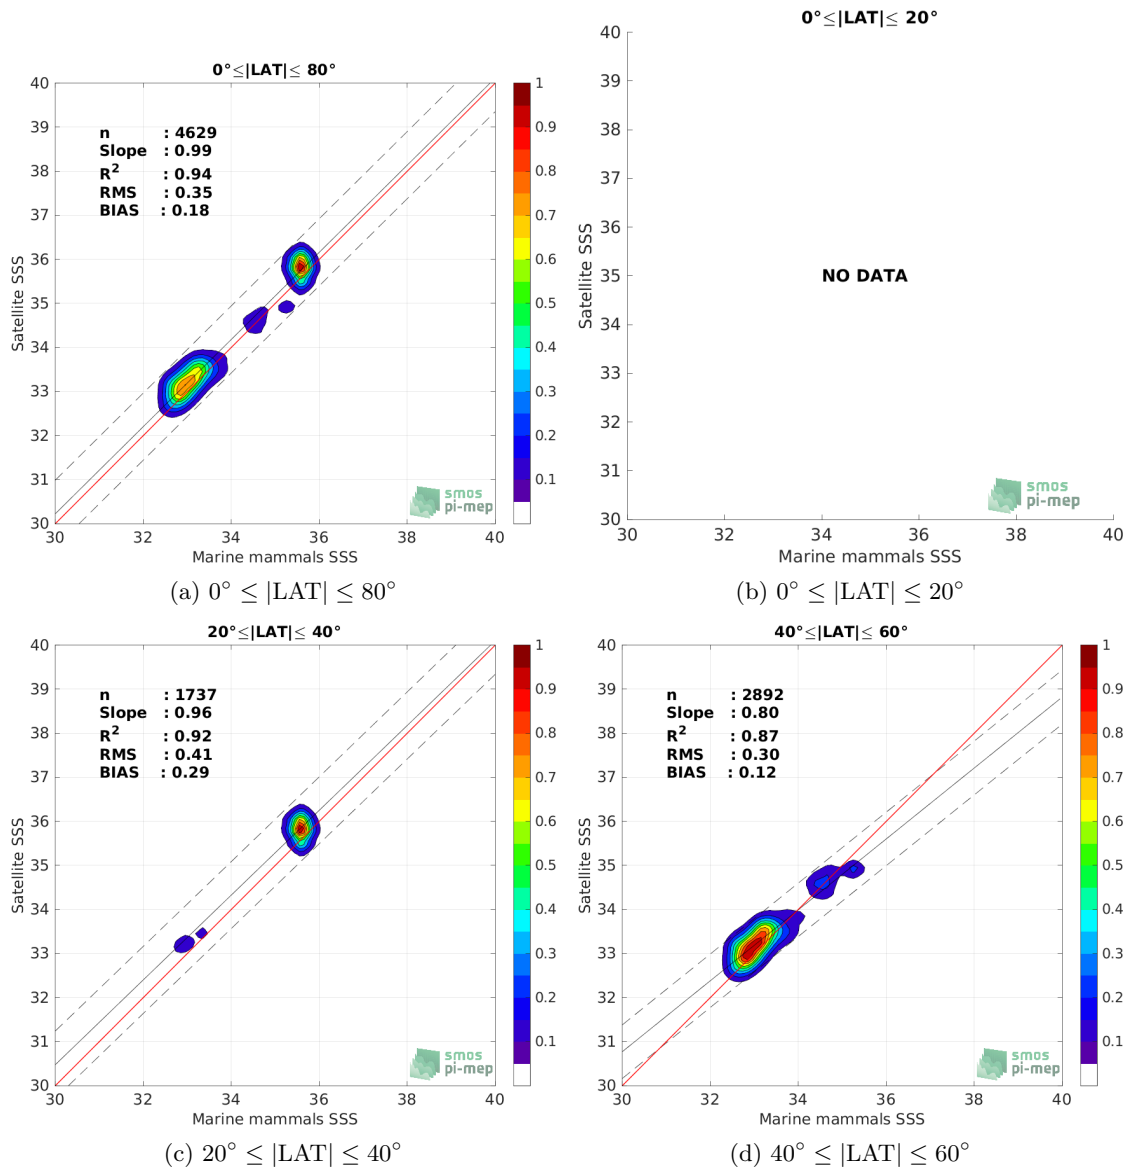 0°≤|LAT|≤ 80°
40
39
38
37
36
35
34
33
32
31
30
n : 4629
Slope : 0.99
R² : 0.94
RMS : 0.35
BIAS : 0.18
1
0.9
0.8
0.7
0.6
0.5
0.4
0.3
0.2
0.1
smos
pi-mep
30 32 34 36 38 40
Satellite SSS
Marine mammals SSS
(a) 0° ≤ |LAT| ≤ 80°
0°≤|LAT|≤ 20°
40
39
38
37
36
35
34
33
32
31
30
NO DATA
smos
pi-mep
30 32 34 36 38 40
Satellite SSS
Marine mammals SSS
(b) 0° ≤ |LAT| ≤ 20°
20°≤|LAT|≤ 40°
40
39
38
37
36
35
34
33
32
31
30
n : 1737
Slope : 0.96
R² : 0.92
RMS : 0.41
BIAS : 0.29
1
0.9
0.8
0.7
0.6
0.5
0.4
0.3
0.2
0.1
smos
pi-mep
30 32 34 36 38 40
Satellite SSS
Marine mammals SSS
(c) 20° ≤ |LAT| ≤ 40°
40°≤|LAT|≤ 60°
40
39
38
37
36
35
34
33
32
31
30
n : 2892
Slope : 0.80
R² : 0.87
RMS : 0.30
BIAS : 0.12
1
0.9
0.8
0.7
0.6
0.5
0.4
0.3
0.2
0.1
smos
pi-mep
30 32 34 36 38 40
Satellite SSS
Marine mammals SSS
(d) 40° ≤ |LAT| ≤ 60°